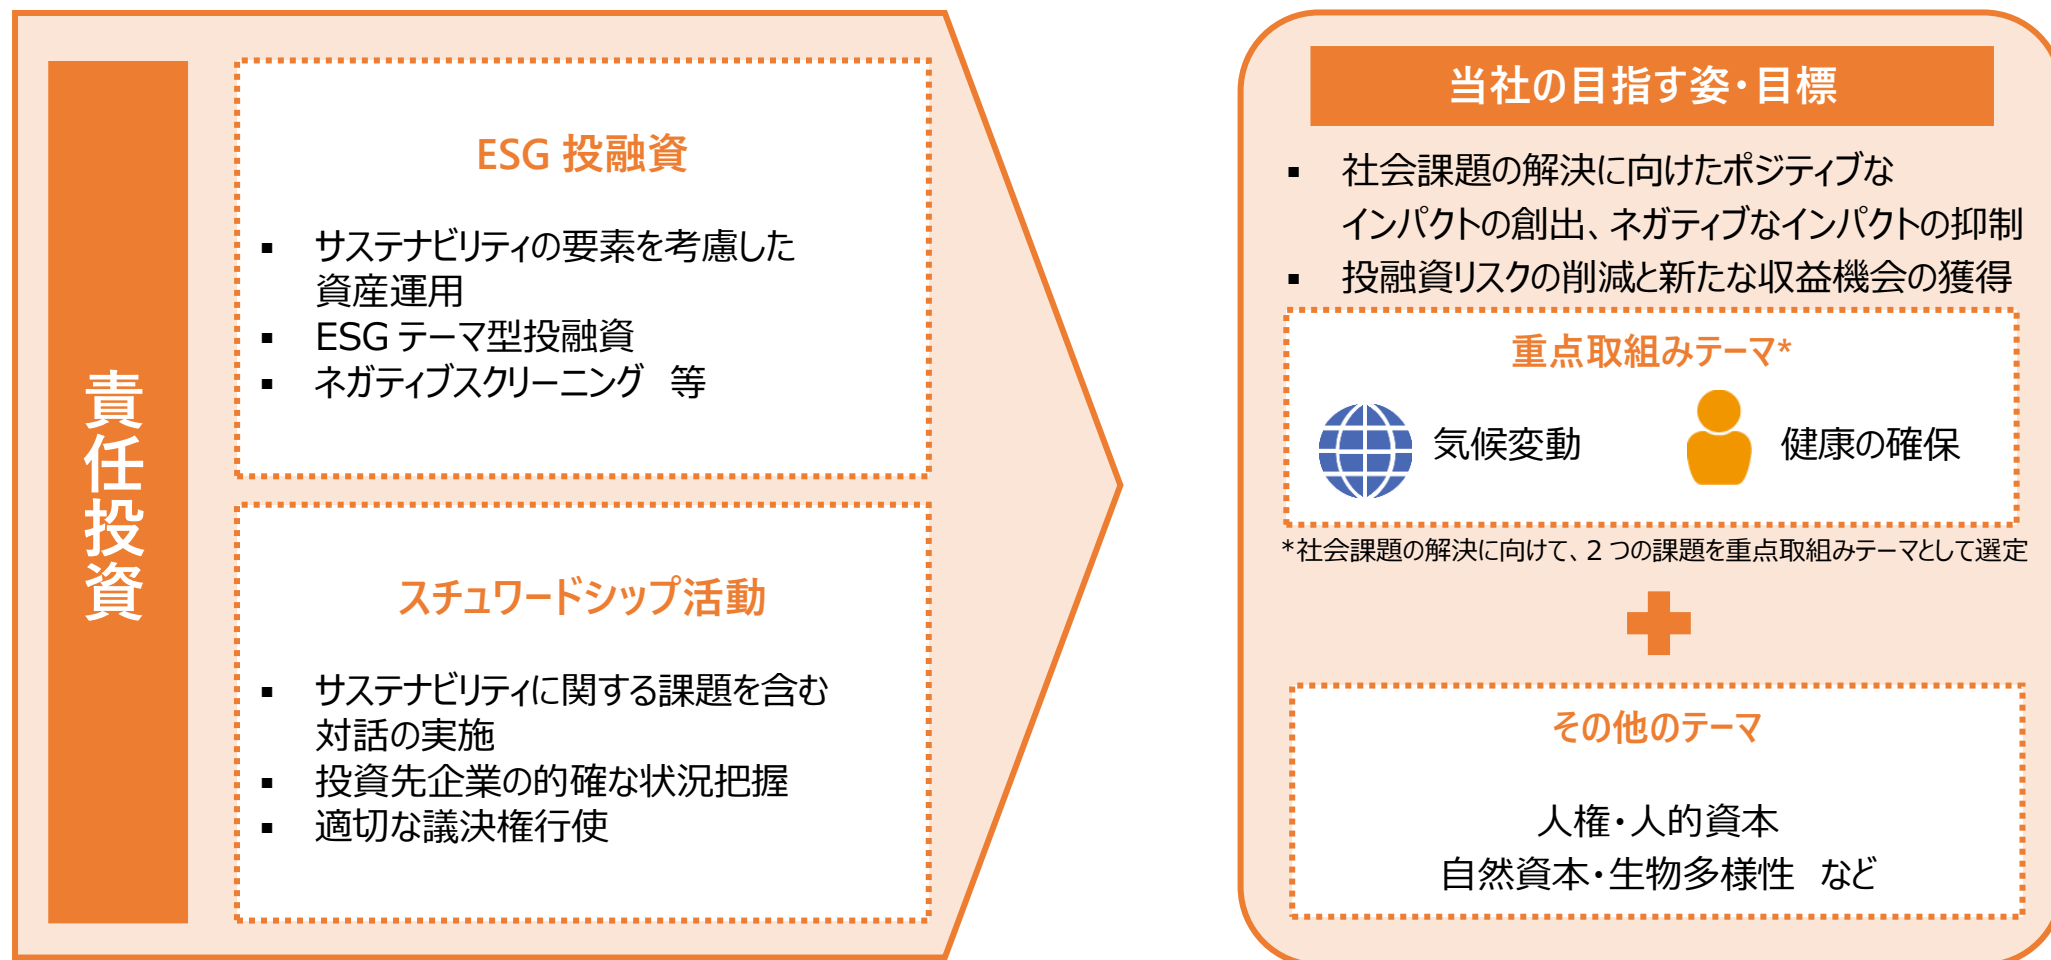 責任投資
ESG 投融資
▪ サステナビリティの要素を考慮した
資産運用
▪ ESG テーマ型投融資
▪ ネガティブスクリーニング 等
スチュワードシップ活動
▪ サステナビリティに関する課題を含む
対話の実施
▪ 投資先企業の的確な状況把握
▪ 適切な議決権行使
当社の目指す姿・目標
▪ 社会課題の解決に向けたポジティブな
インパクトの創出、ネガティブなインパクトの抑制
▪ 投融資リスクの削減と新たな収益機会の獲得
重点取組みテーマ*
気候変動
健康の確保
*社会課題の解決に向けて、2 つの課題を重点取組みテーマとして選定
その他のテーマ
人権・人的資本
自然資本・生物多様性 など